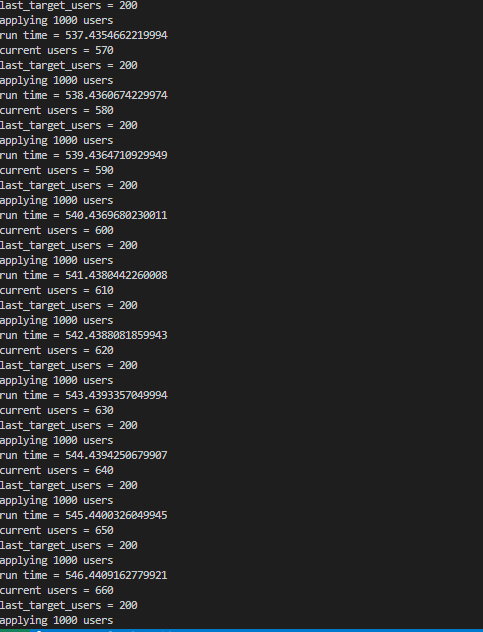 last_target_users = 200
applying 1000 users
run time = 537.4354662219994
current users = 570
last_target_users = 200
applying 1000 users
run time = 538.4360674229974
current users = 580
last_target_users = 200
applying 1000 users
run time = 539.4364710929949
current users = 590
last_target_users = 200
applying 1000 users
run time = 540.4369680230011
current users = 600
last_target_users = 200
applying 1000 users
run time = 541.4380442260008
current users = 610
last_target_users = 200
applying 1000 users
run time = 542.4388081859943
current users = 620
last_target_users = 200
applying 1000 users
run time = 543.4393357049994
current users = 630
last_target_users = 200
applying 1000 users
run time = 544.4394250679907
current users = 640
last_target_users = 200
applying 1000 users
run time = 545.4400326049945
current users = 650
last_target_users = 200
applying 1000 users
run time = 546.4409162779921
current users = 660
last_target_users = 200
applying 1000 users